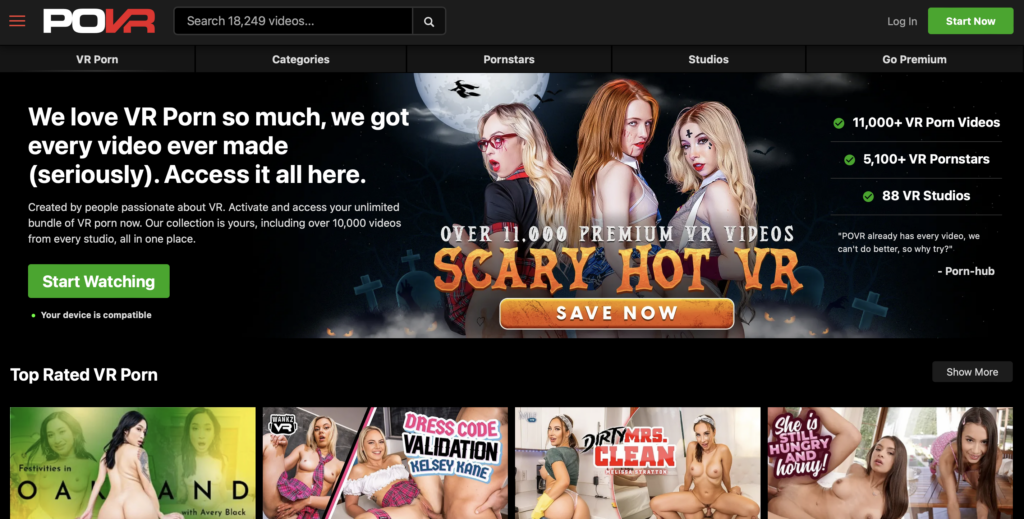 POVR
Search 18,249 videos...
Log In
Start Now
VR Porn
Categories
Pornstars
Studios
Go Premium
We love VR Porn so much, we got
every video ever made
(seriously). Access it all here.
Created by people passionate about VR. Activate and access your unlimited
bundle of VR porn now. Our collection is yours, including over 10,000 videos
from every studio, all in one place.
Start Watching
Your device is compatible
OVER 11,000 PREMIUM VR VIDEOS
SCARY HOT VR
SAVE NOW
11,000+ VR Porn Videos
5,100+ VR Pornstars
88 VR Studios
"POVR already has every video, we
can't do better, so why try?"
- Porn-hub
Top Rated VR Porn
Show More
Festivities in
OAKLAND
with Avery Black
WANKZ
VR
DRESS CODE
VALIDATION
KELSEY KANE
DIRTY MRS.
CLEAN
MELISSA STRATTON
She is
STILL
HUNGRY
AND
horny!